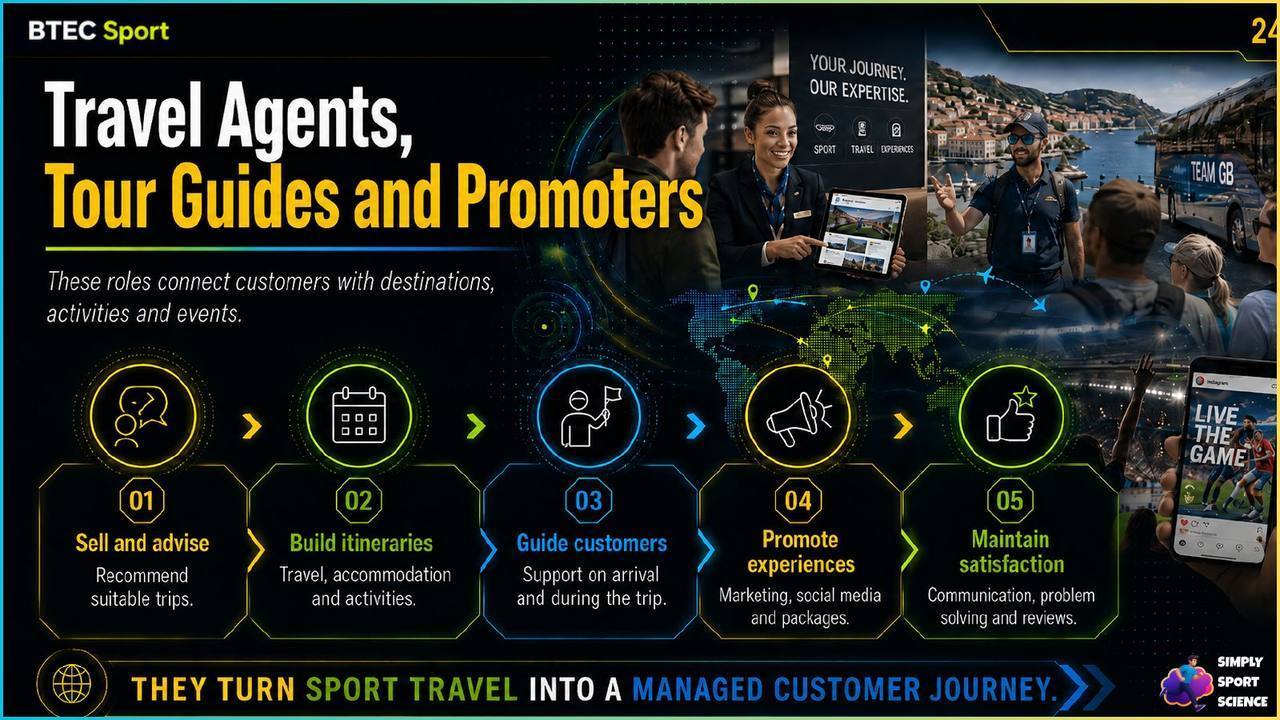 BTEC Sport
24
Travel Agents,
Tour Guides and Promoters
These roles connect customers with destinations,
activities and events.
YOUR JOURNEY.
OUR EXPERTISE.
SPORT
TRAVEL
EXPERIENCES
TEAM GB
Instagram
LIVE
THE
GAME
01
Sell and advise
Recommend
suitable trips.
02
Build itineraries
Travel, accommodation
and activities.
03
Guide customers
Support on arrival
and during the trip.
04
Promote
experiences
Marketing, social media
and packages.
05
Maintain
satisfaction
Communication, problem
solving and reviews.
THEY TURN SPORT TRAVEL INTO A MANAGED CUSTOMER JOURNEY.
SIMPLY
SPORT
SCIENCE